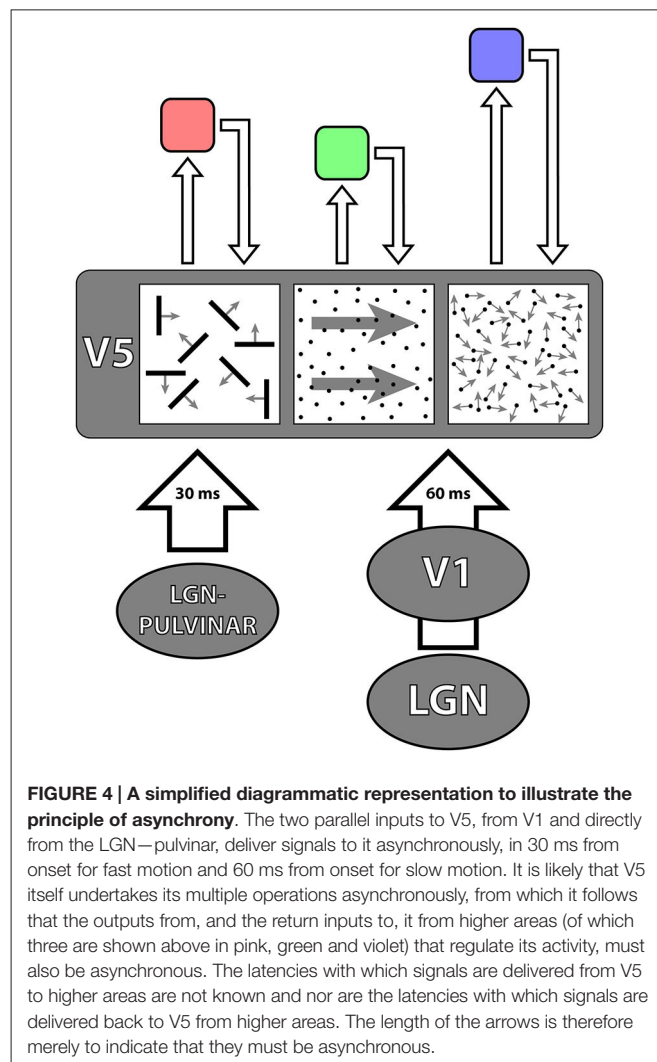 V5
30 ms
60 ms
LGN-
PULVINAR
V1
LGN
FIGURE 4 | A simplified diagrammatic representation to illustrate the
principle of asynchrony. The two parallel inputs to V5, from V1 and directly
from the LGN—pulvinar, deliver signals to it asynchronously, in 30 ms from
onset for fast motion and 60 ms from onset for slow motion. It is likely that V5
itself undertakes its multiple operations asynchronously, from which it follows
that the outputs from, and the return inputs to, it from higher areas (of which
three are shown above in pink, green and violet) that regulate its activity, must
also be asynchronous. The latencies with which signals are delivered from V5
to higher areas are not known and nor are the latencies with which signals are
delivered back to V5 from higher areas. The length of the arrows is therefore
merely to indicate that they must be asynchronous.